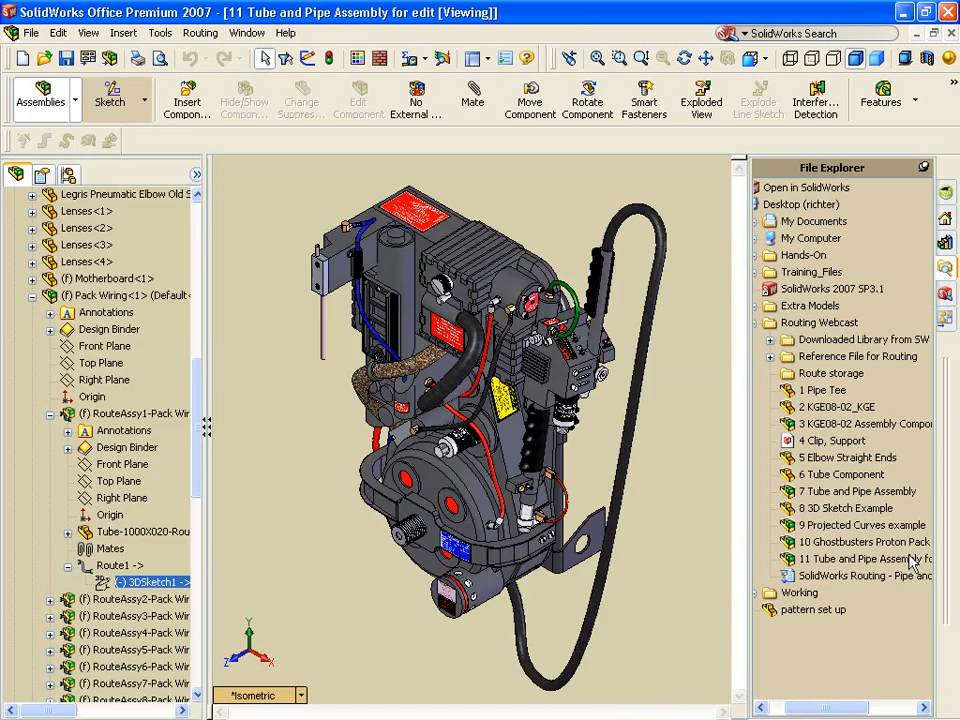 SolidWorks Office Premium 2007 - [11 Tube and Pipe Assembly for edit [Viewing]]
File Edit View Insert Tools Routing Window Help
SolidWorks Search
Assemblies
Sketch
Insert Compon...
Hide/Show Compon...
Change Suppres...
Edit Component
No External ...
Mate
Move Component
Rotate Component
Smart Fasteners
Exploded View
Explode Line Sketch
Interfer... Detection
Features
Legris Pneumatic Elbow Old S
Lenses<1>
Lenses<2>
Lenses<3>
Lenses<4>
(f) Motherboard<1>
(f) Pack Wiring<1> (Default<
Annotations
Design Binder
Front Plane
Top Plane
Right Plane
Origin
(f) RouteAssy1-Pack Wir
Annotations
Design Binder
Front Plane
Top Plane
Right Plane
Origin
Tube-1000X020-Rou
Mates
Route1 ->
(-) 3DSketch1 ->
(f) RouteAssy2-Pack Wir
(f) RouteAssy3-Pack Wir
(f) RouteAssy4-Pack Wir
(f) RouteAssy5-Pack Wir
(f) RouteAssy6-Pack Wir
(f) RouteAssy7-Pack Wir
(f) RouteAssy8-Pack Wir
Y
Z
X
*Isometric
File Explorer
Open in SolidWorks
Desktop (richter)
My Documents
My Computer
Hands-On
Training_Files
SolidWorks 2007 SP3.1
Extra Models
Routing Webcast
Downloaded Library from SW
Reference File for Routing
Route storage
1 Pipe Tee
2 KGE08-02_KGE
3 KGE08-02 Assembly Compo
4 Clip, Support
5 Elbow Straight Ends
6 Tube Component
7 Tube and Pipe Assembly
8 3D Sketch Example
9 Projected Curves example
10 Ghostbusters Proton Pack
11 Tube and Pipe Assembly fo
SolidWorks Routing - Pipe and
Working
pattern set up